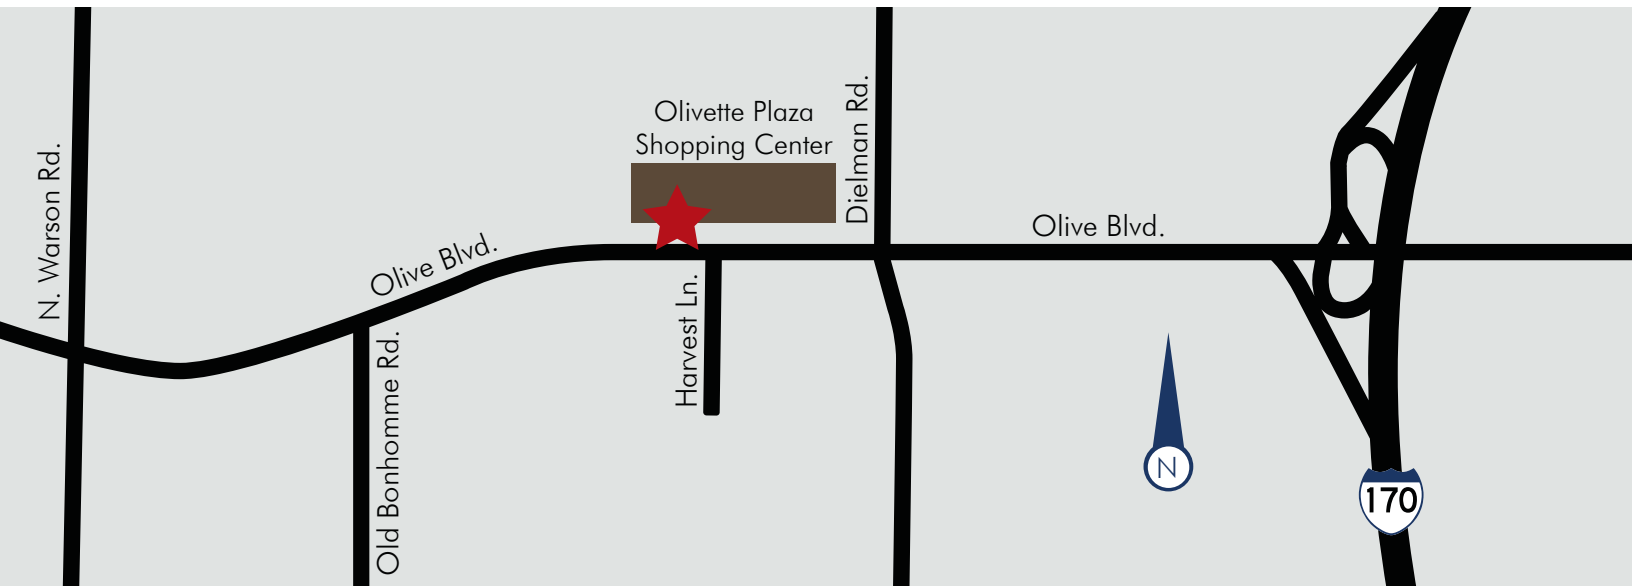 N. Warson Rd.
Olive Blvd.
Old Bonhomme Rd.
Olivette Plaza
Shopping Center
Harvest Ln.
Dielman Rd.
Olive Blvd.
N
170